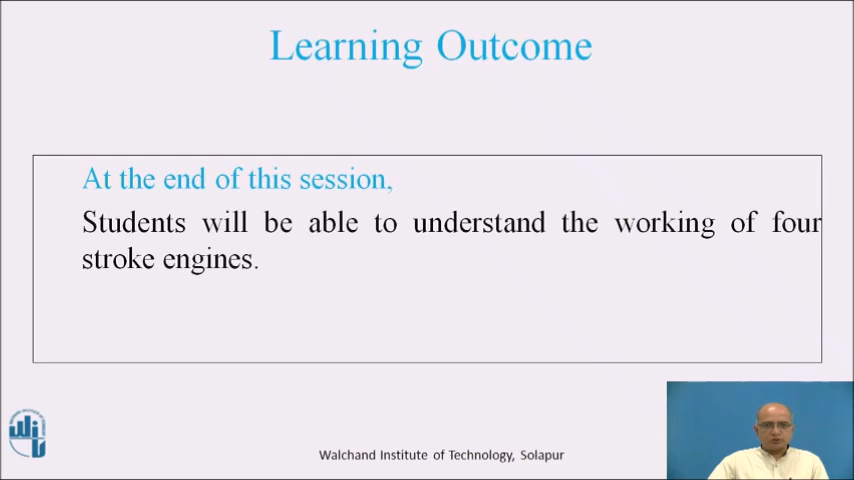 Learning Outcome
At the end of this session,
Students will be able to understand the working of four
stroke engines.
Walchand Institute of Technology, Solapur